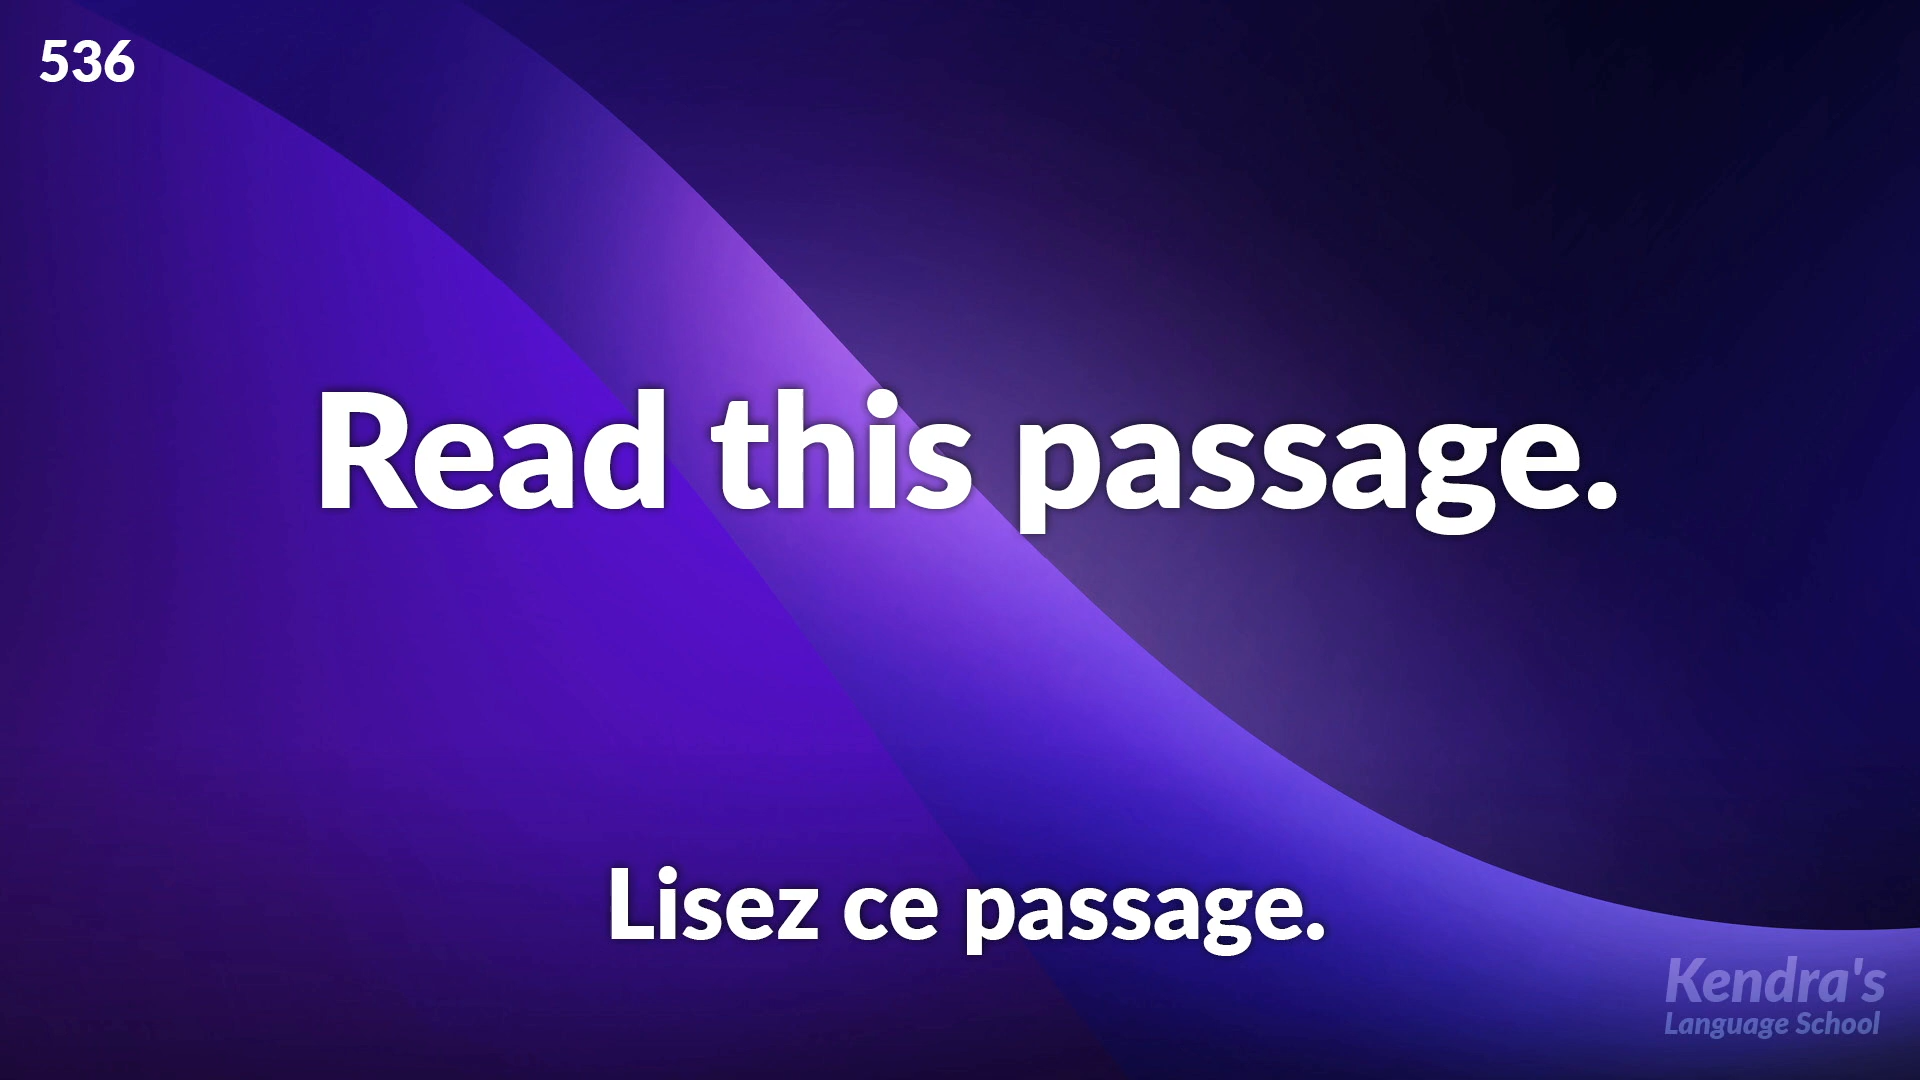 536
Read this passage.
Lisez ce passage.
Kendra's
Language School